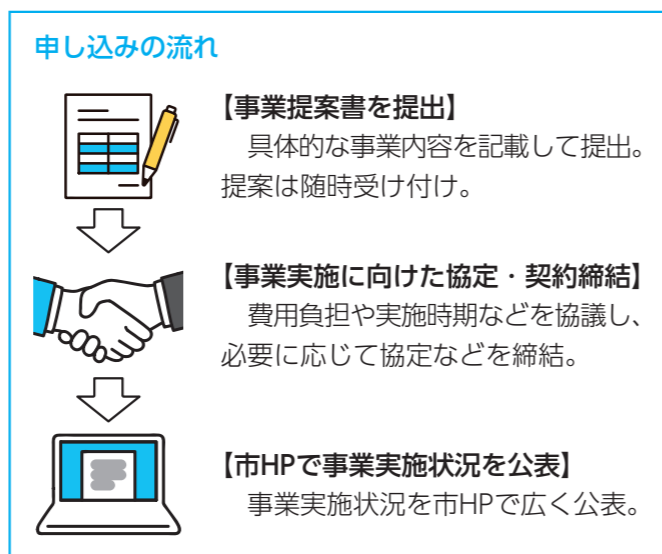 申し込みの流れ
【事業提案書を提出】
　具体的な事業内容を記載して提出。
提案は随時受け付け。
【事業実施に向けた協定・契約締結】
　費用負担や実施時期などを協議し、
必要に応じて協定などを締結。
【市HPで事業実施状況を公表】
　事業実施状況を市HPで広く公表。